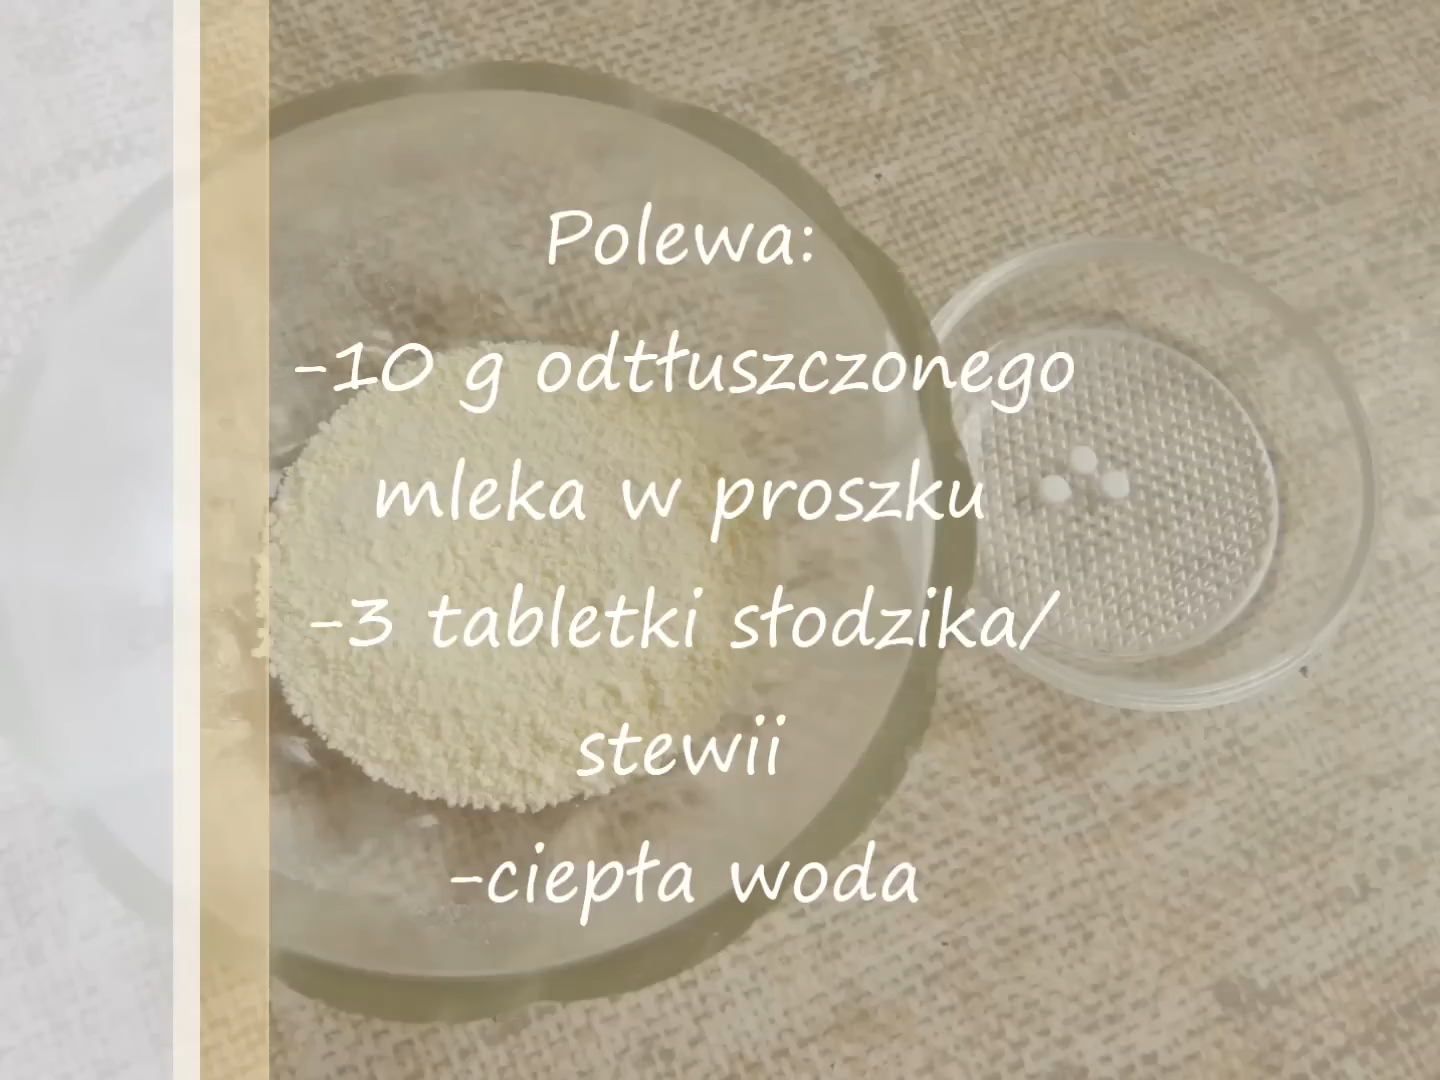 Polewa:
-10 g odtłuszczonego
mleka w proszku
-3 tabletki słodzika/
stewii
-ciepła woda